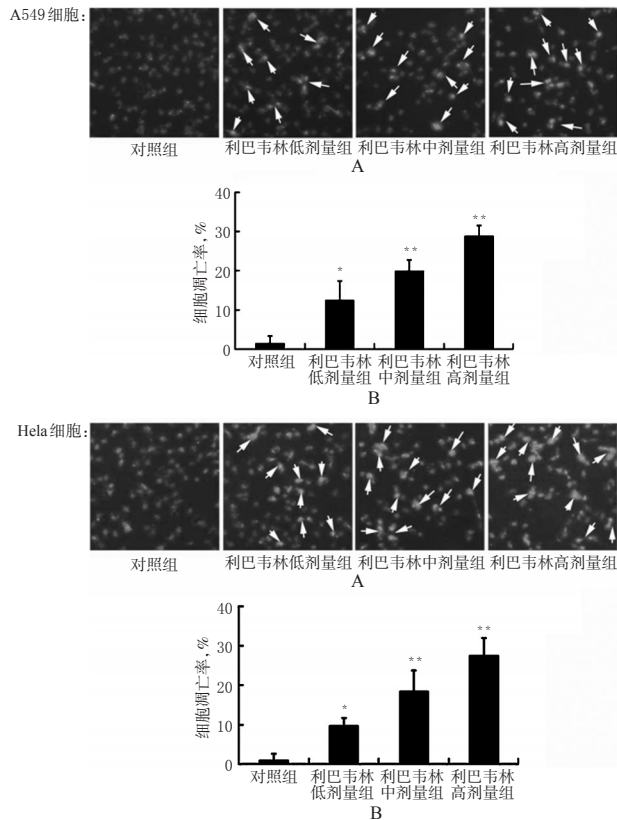 A549细胞:
对照组 利巴韦林低剂量组 利巴韦林中剂量组 利巴韦林高剂量组
A
细胞凋亡率, %
40
30
20
10
0
*
**
**
对照组 利巴韦林 利巴韦林 利巴韦林
低剂量组 中剂量组 高剂量组
B
Hela细胞:
对照组 利巴韦林低剂量组 利巴韦林中剂量组 利巴韦林高剂量组
A
细胞凋亡率, %
40
30
20
10
0
*
**
**
对照组 利巴韦林 利巴韦林 利巴韦林
低剂量组 中剂量组 高剂量组
B